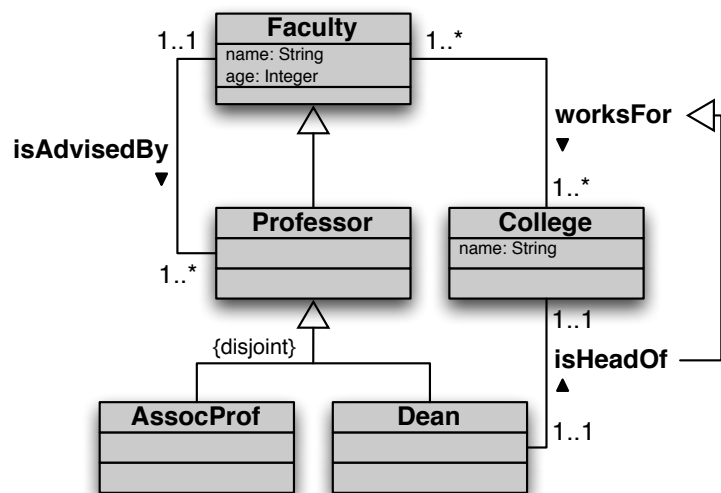 Faculty
1..1
name: String
age: Integer
1..*
worksFor
isAdvisedBy
1..*
Professor
College
name: String
1..*
1..1
{disjoint}
isHeadOf
AssocProf
Dean
1..1